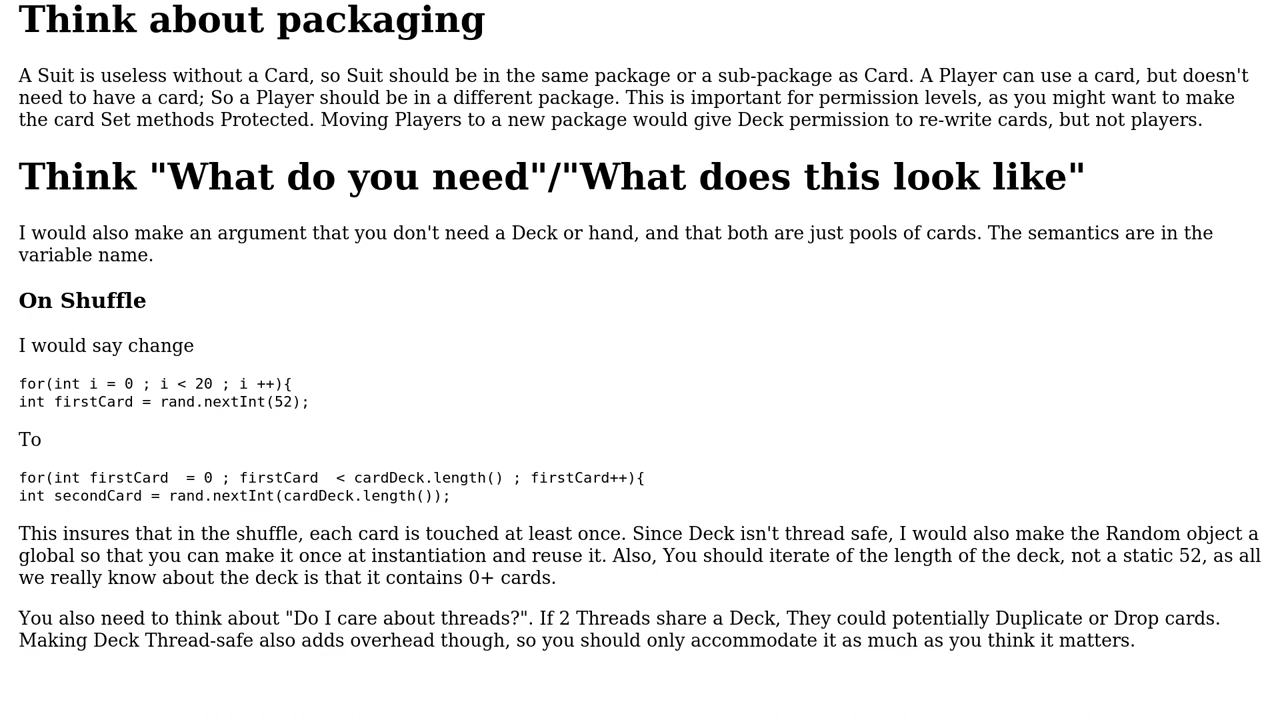 Think about packaging
A Suit is useless without a Card, so Suit should be in the same package or a sub-package as Card. A Player can use a card, but doesn't
need to have a card; So a Player should be in a different package. This is important for permission levels, as you might want to make
the card Set methods Protected. Moving Players to a new package would give Deck permission to re-write cards, but not players.
Think "What do you need"/"What does this look like"
I would also make an argument that you don't need a Deck or hand, and that both are just pools of cards. The semantics are in the
variable name.
On Shuffle
I would say change
for(int i = 0 ; i < 20 ; i ++){
int firstCard = rand.nextInt(52);
To
for(int firstCard  = 0 ; firstCard  < cardDeck.length() ; firstCard++){
int secondCard = rand.nextInt(cardDeck.length());
This insures that in the shuffle, each card is touched at least once. Since Deck isn't thread safe, I would also make the Random object a
global so that you can make it once at instantiation and reuse it. Also, You should iterate of the length of the deck, not a static 52, as all
we really know about the deck is that it contains 0+ cards.
You also need to think about "Do I care about threads?". If 2 Threads share a Deck, They could potentially Duplicate or Drop cards.
Making Deck Thread-safe also adds overhead though, so you should only accommodate it as much as you think it matters.